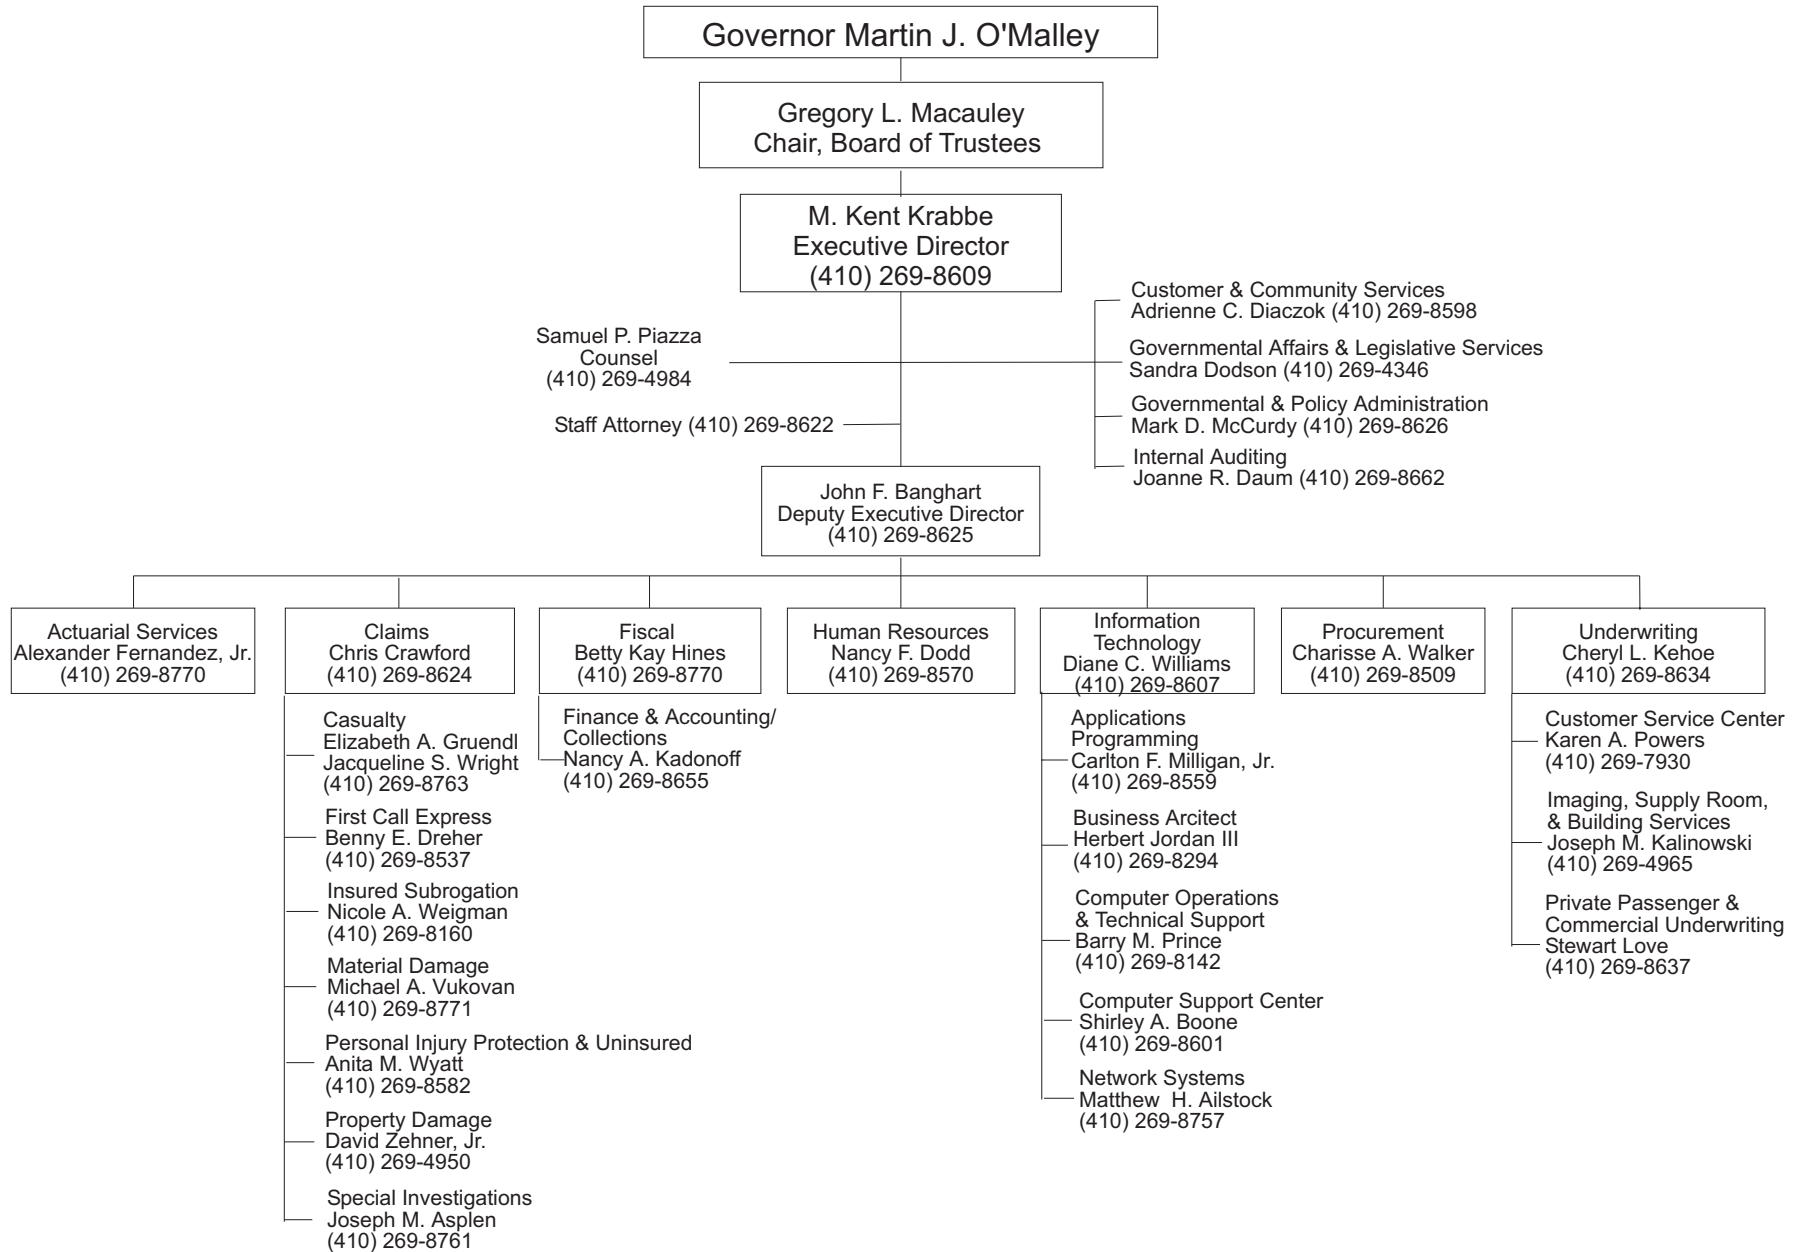 Governor Martin J. O'Malley
Gregory L. Macauley
Chair, Board of Trustees
M. Kent Krabbe
Executive Director
(410) 269-8609
Samuel P. Piazza
Counsel
(410) 269-4984
Staff Attorney (410) 269-8622
Customer & Community Services
Adrienne C. Diaczok (410) 269-8598
Governmental Affairs & Legislative Services
Sandra Dodson (410) 269-4346
Governmental & Policy Administration
Mark D. McCurdy (410) 269-8626
Internal Auditing
Joanne R. Daum (410) 269-8662
John F. Banghart
Deputy Executive Director
(410) 269-8625
Actuarial Services
Alexander Fernandez, Jr.
(410) 269-8770
Claims
Chris Crawford
(410) 269-8624
Casualty
Elizabeth A. Gruendl
Jacqueline S. Wright
(410) 269-8763
First Call Express
Benny E. Dreher
(410) 269-8537
Insured Subrogation
Nicole A. Weigman
(410) 269-8160
Material Damage
Michael A. Vukovan
(410) 269-8771
Personal Injury Protection & Uninsured
Anita M. Wyatt
(410) 269-8582
Property Damage
David Zehner, Jr.
(410) 269-4950
Special Investigations
Joseph M. Asplen
(410) 269-8761
Fiscal
Betty Kay Hines
(410) 269-8770
Finance & Accounting/
Collections
Nancy A. Kadonoff
(410) 269-8655
Human Resources
Nancy F. Dodd
(410) 269-8570
Information
Technology
Diane C. Williams
(410) 269-8607
Applications
Programming
Carlton F. Milligan, Jr.
(410) 269-8559
Business Arcitect
Herbert Jordan III
(410) 269-8294
Computer Operations
& Technical Support
Barry M. Prince
(410) 269-8142
Computer Support Center
Shirley A. Boone
(410) 269-8601
Network Systems
Matthew  H. Ailstock
(410) 269-8757
Procurement
Charisse A. Walker
(410) 269-8509
Underwriting
Cheryl L. Kehoe
(410) 269-8634
Customer Service Center
Karen A. Powers
(410) 269-7930
Imaging, Supply Room,
& Building Services
Joseph M. Kalinowski
(410) 269-4965
Private Passenger &
Commercial Underwriting
Stewart Love
(410) 269-8637